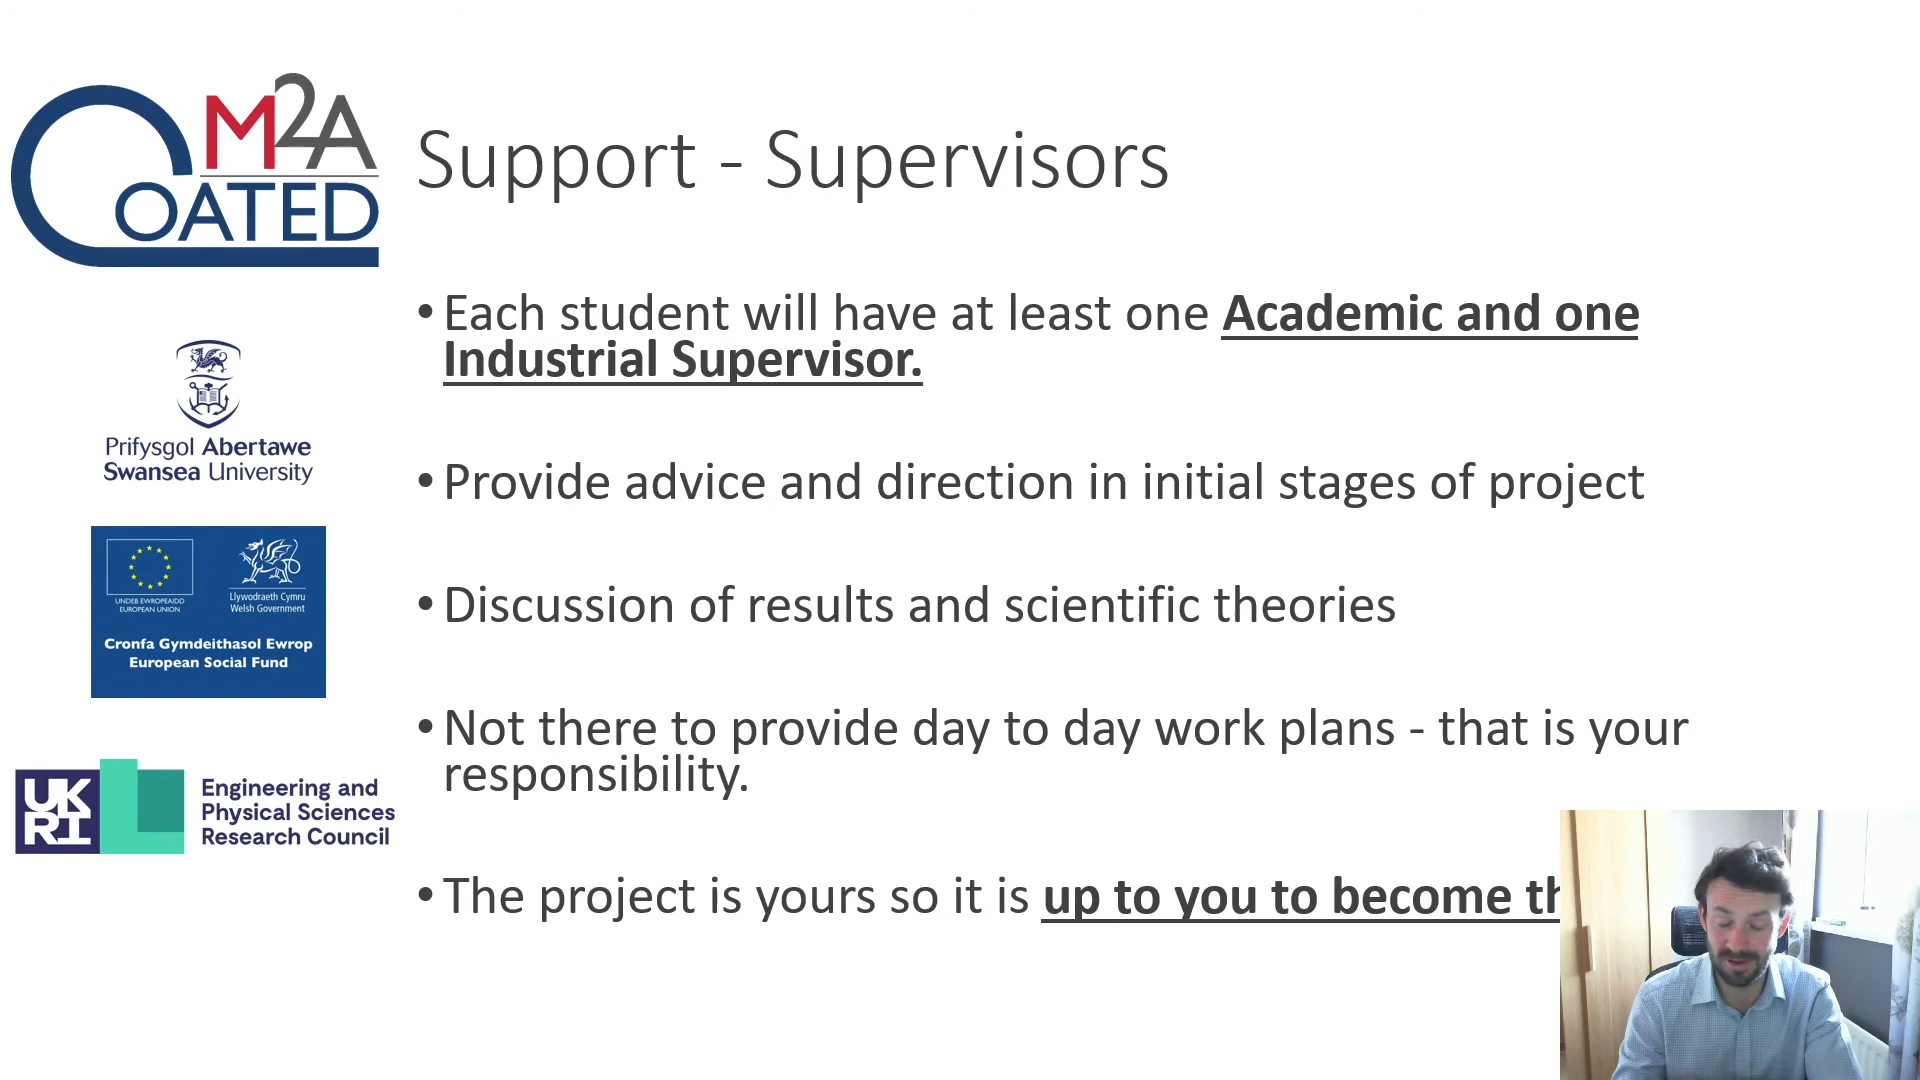 M2A
COATED
Support - Supervisors
• Each student will have at least one Academic and one
Industrial Supervisor.
Prifysgol Abertawe
Swansea University
• Provide advice and direction in initial stages of project
UNDEB EWROPEAIDD
EUROPEAN UNION
Llywodraeth Cymru
Welsh Government
Cronfa Gymdeithasol Ewrop
European Social Fund
• Discussion of results and scientific theories
• Not there to provide day to day work plans - that is your
responsibility.
UK
RI
Engineering and
Physical Sciences
Research Council
• The project is yours so it is up to you to become